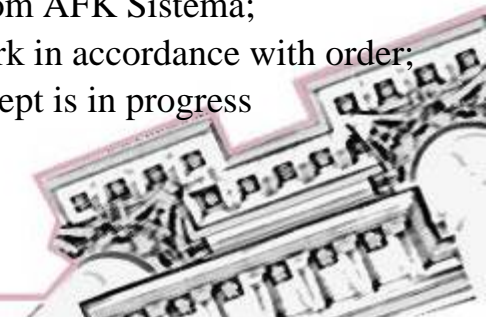 om AFK Sistema;
rk in accordance with order;
ept is in progress